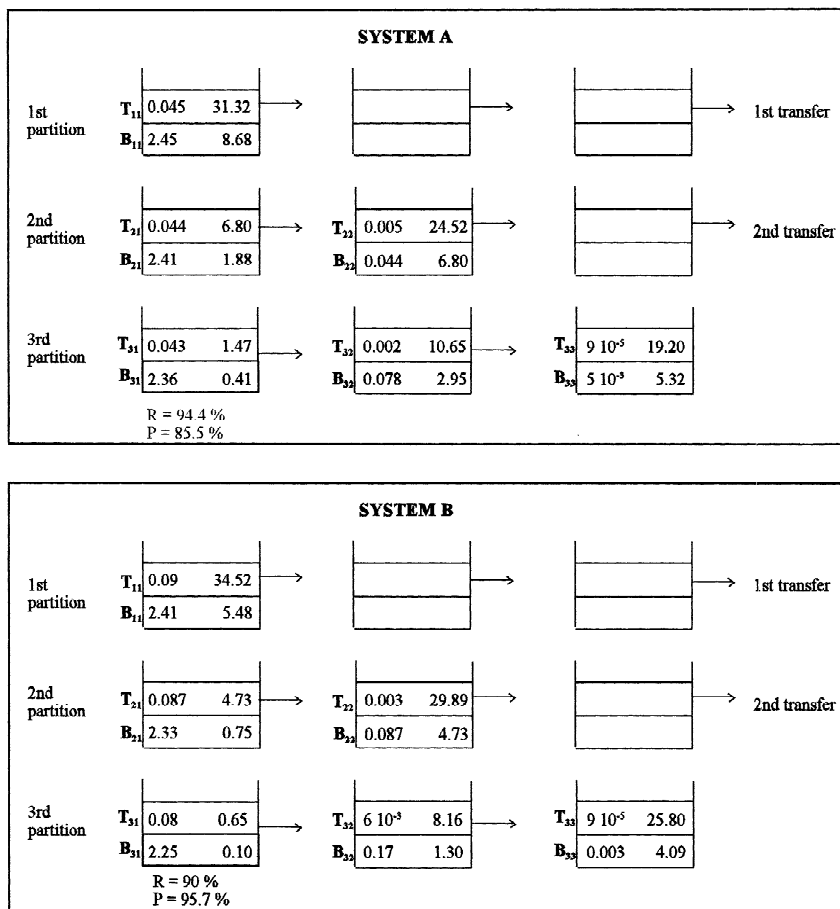 SYSTEM A
1st partition
T₁₁ 0.045 31.32
B₁₁ 2.45 8.68
1st transfer
2nd partition
T₂₁ 0.044 6.80
B₂₁ 2.41 1.88
T₂₂ 0.005 24.52
B₂₂ 0.044 6.80
2nd transfer
3rd partition
T₃₁ 0.043 1.47
B₃₁ 2.36 0.41
T₃₂ 0.002 10.65
B₃₂ 0.078 2.95
T₃₃ 9 10⁻⁵ 19.20
B₃₃ 5 10⁻³ 5.32
R = 94.4 %
P = 85.5 %
SYSTEM B
1st partition
T₁₁ 0.09 34.52
B₁₁ 2.41 5.48
1st transfer
2nd partition
T₂₁ 0.087 4.73
B₂₁ 2.33 0.75
T₂₂ 0.003 29.89
B₂₂ 0.087 4.73
2nd transfer
3rd partition
T₃₁ 0.08 0.65
B₃₁ 2.25 0.10
T₃₂ 6 10⁻³ 8.16
B₃₂ 0.17 1.30
T₃₃ 9 10⁻⁵ 25.80
B₃₃ 0.003 4.09
R = 90 %
P = 95.7 %